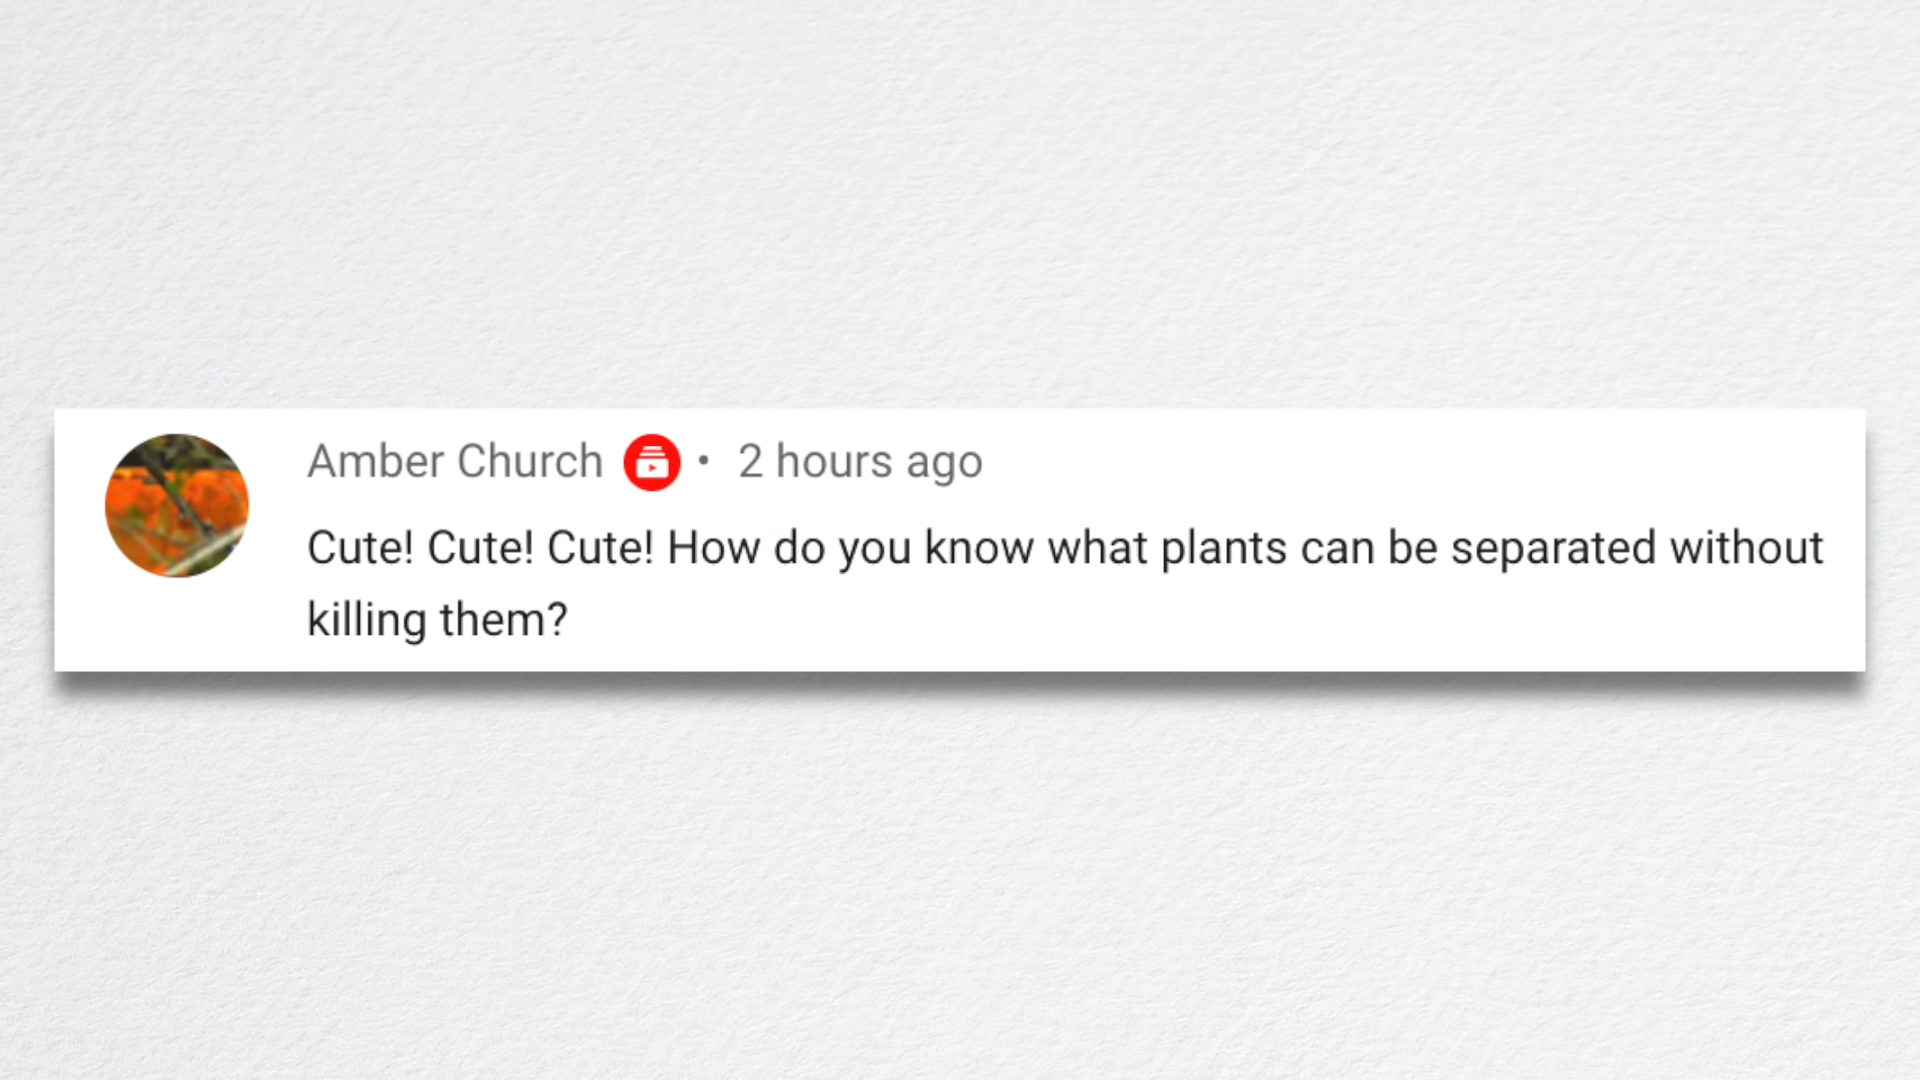 Amber Church • 2 hours ago
Cute! Cute! Cute! How do you know what plants can be separated without
killing them?